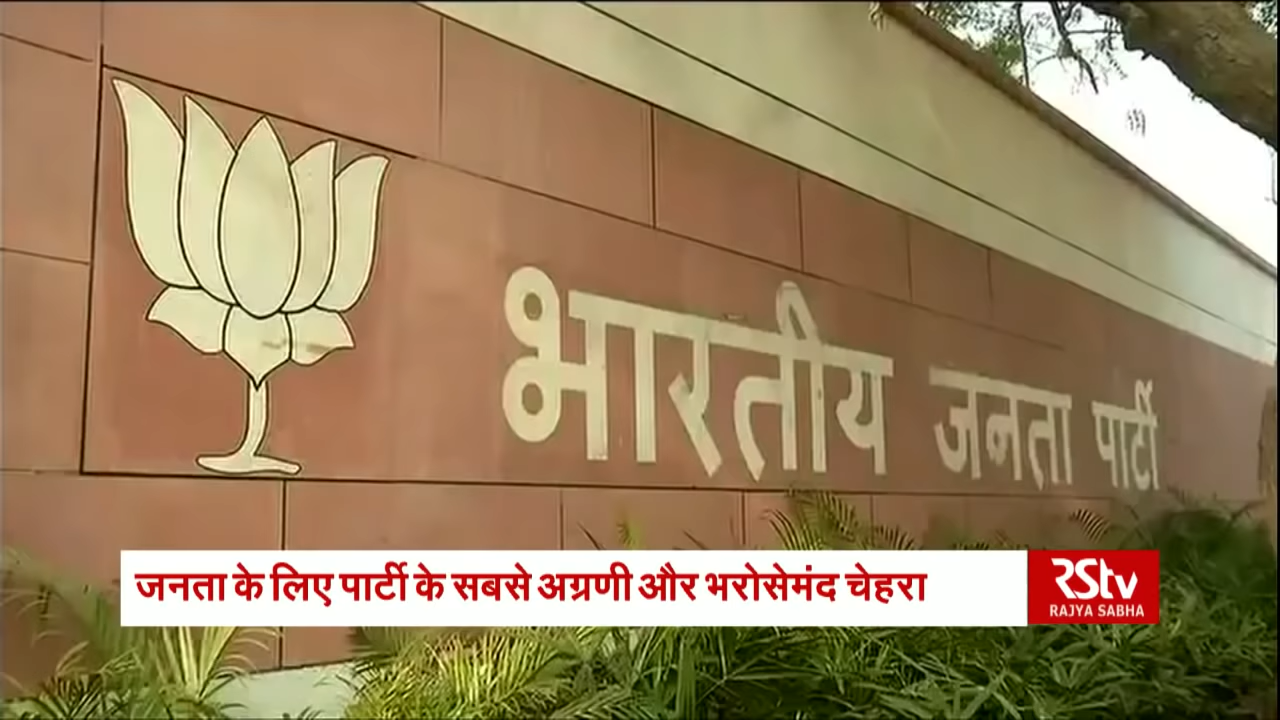 भारतीय जनता पार्टी
जनता के लिए पार्टी के सबसे अग्रणी और भरोसेमंद चेहरा
RStv
RAJYA SABHA